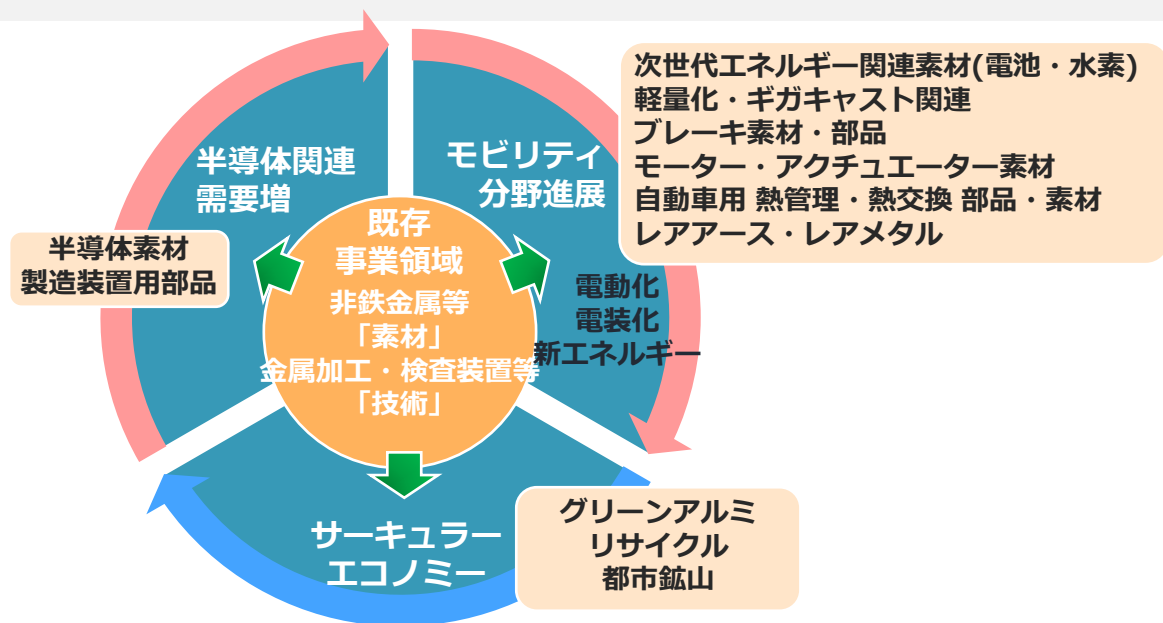 半導体関連
需要増
半導体素材
製造装置用部品
モビリティ
分野進展
次世代エネルギー関連素材(電池・水素)
軽量化・ギガキャスト関連
ブレーキ素材・部品
モーター・アクチュエーター素材
自動車用 熱管理・熱交換 部品・素材
レアアース・レアメタル
電動化
電装化
新エネルギー
既存
事業領域
非鉄金属等
「素材」
金属加工・検査装置等
「技術」
サーキュラー
エコノミー
グリーンアルミ
リサイクル
都市鉱山